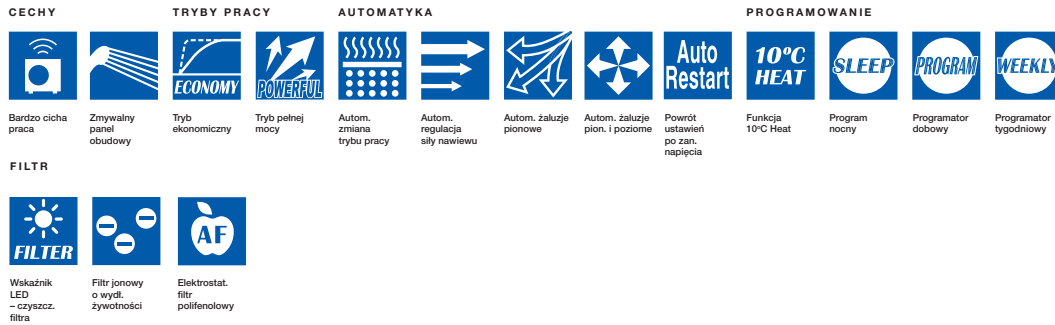 CECHY
TRYBY PRACY
AUTOMATYKA
PROGRAMOWANIE
ECONOMY
POWERFUL
Auto
Restart
10°C
HEAT
SLEEP
PROGRAM
WEEKLY
Bardzo cicha
praca
Zmywalny
panel
obudowy
Tryb
ekonomiczny
Tryb pełnej
mocy
Autom.
zmiana
trybu pracy
Autom.
regulacja
siły nawiewu
Autom. żaluzje
pionowe
Autom. żaluzje
pion. i poziome
Powrót
ustawień
po zan.
napięcia
Funkcja
10°C Heat
Program
nocny
Programator
dobowy
Programator
tygodniowy
FILTR
FILTER
AF
Wskaźnik
LED
– czyszcz.
filtra
Filtr jonowy
o wydł.
żywotności
Elektrostat.
filtr
polifenolowy